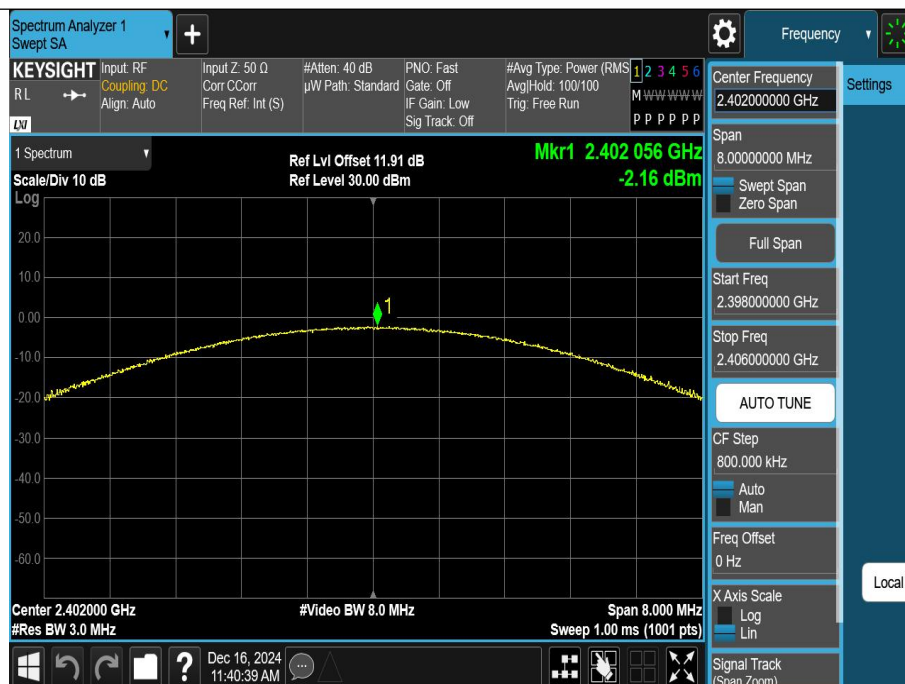 Spectrum Analyzer 1
Swept SA
+
Frequency
KEYSIGHT
RL
LXI
Input: RF
Coupling: DC
Align: Auto
Input Z: 50 Ω
Corr CCorr
Freq Ref: Int (S)
#Atten: 40 dB
µW Path: Standard
PNO: Fast
Gate: Off
IF Gain: Low
Sig Track: Off
#Avg Type: Power (RMS
Avg|Hold: 100/100
Trig: Free Run
1 2 3 4 5 6
M W W W W W
P P P P P P
Center Frequency
2.402000000 GHz
Settings
1 Spectrum
Scale/Div 10 dB
Log
Ref Lvl Offset 11.91 dB
Ref Level 30.00 dBm
Mkr1 2.402 056 GHz
-2.16 dBm
Span
8.00000000 MHz
Swept Span
Zero Span
Full Span
Start Freq
2.398000000 GHz
Stop Freq
2.406000000 GHz
AUTO TUNE
CF Step
800.000 kHz
Auto
Man
Freq Offset
0 Hz
X Axis Scale
Log
Lin
Signal Track
(Span Zoom)
Local
20.0
10.0
0.00
-10.0
-20.0
-30.0
-40.0
-50.0
-60.0
1
Center 2.402000 GHz
#Res BW 3.0 MHz
#Video BW 8.0 MHz
Span 8.000 MHz
Sweep 1.00 ms (1001 pts)
?
Dec 16, 2024
11:40:39 AM